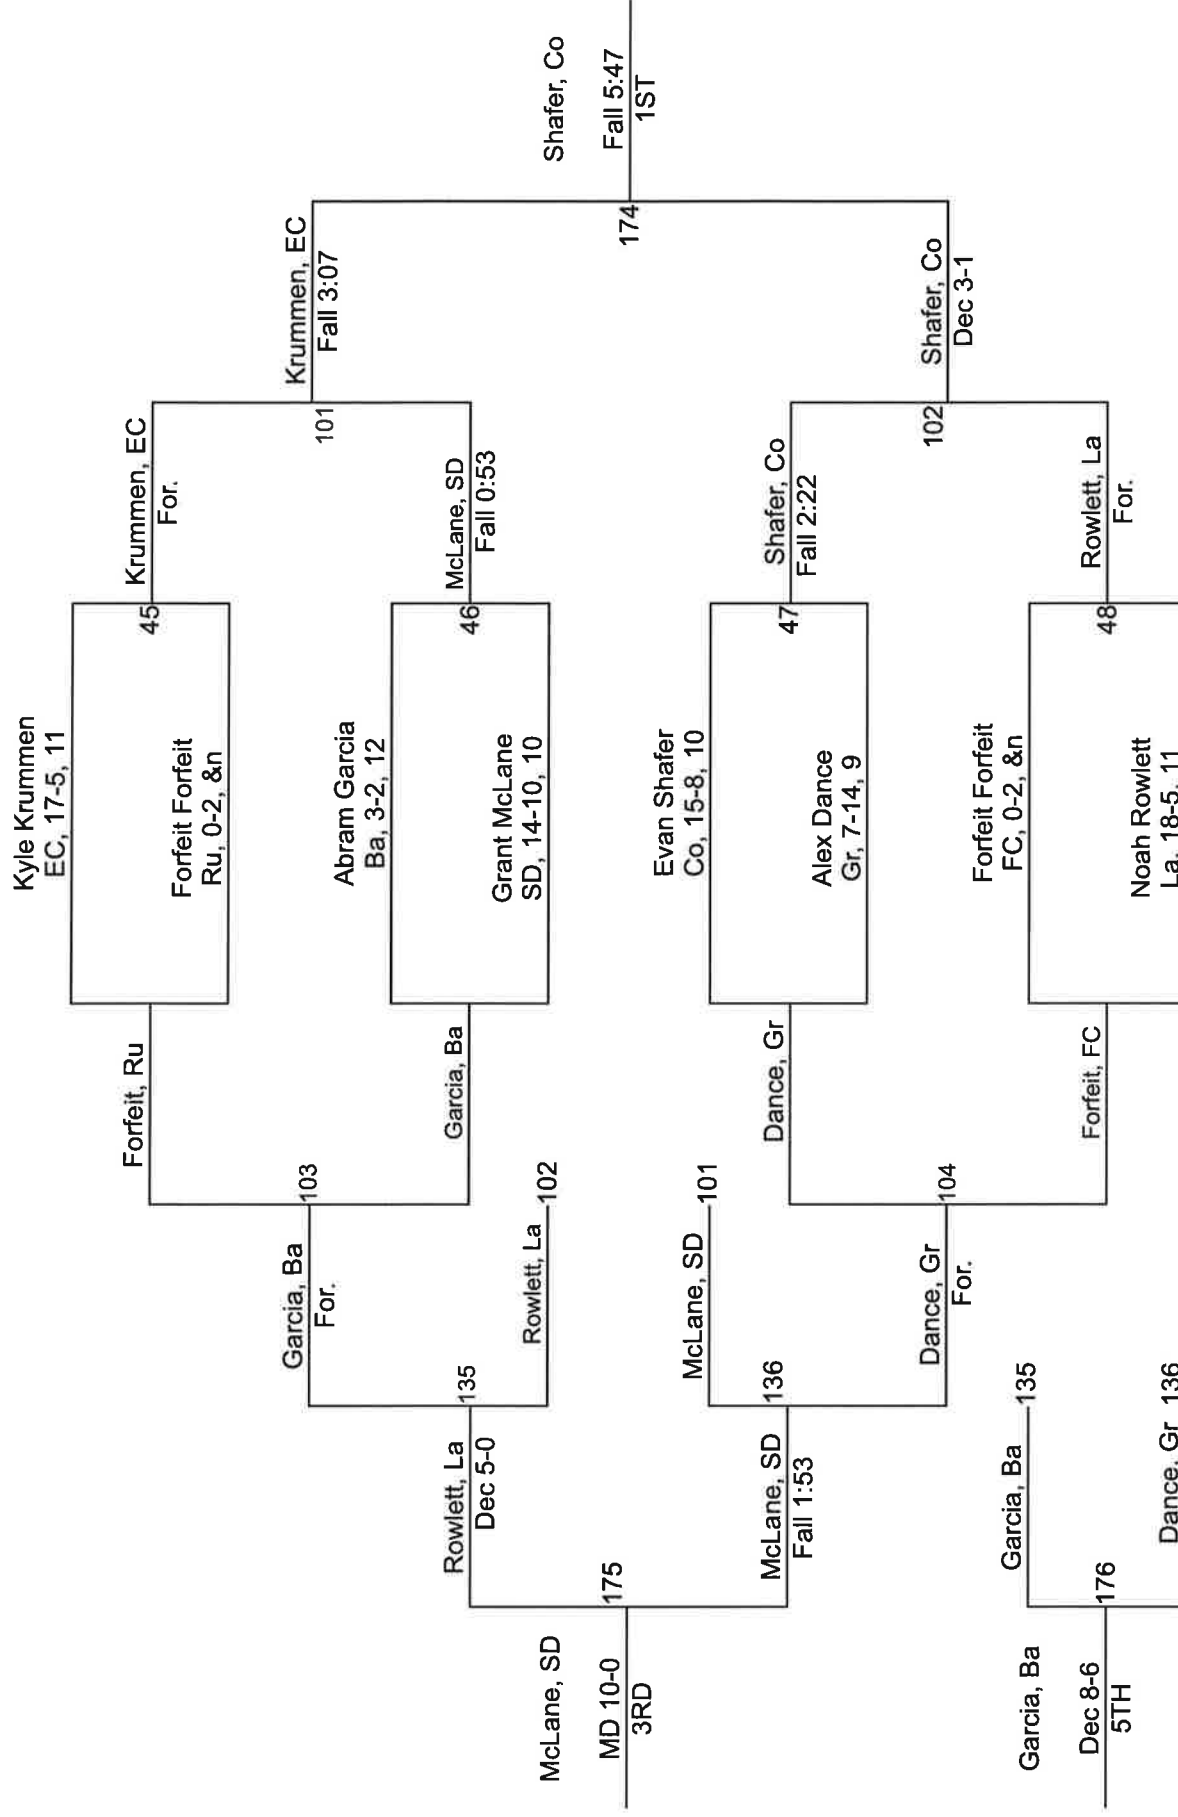 Kyle Krummen
EC, 17-5, 11
45
Krummen, EC
For.
Forfeit Forfeit
Ru, 0-2, &n
Forfeit, Ru
101
Krummen, EC
Fall 3:07
Abram Garcia
Ba, 3-2, 12
46
McLane, SD
Fall 0:53
Grant McLane
SD, 14-10, 10
Garcia, Ba
103
Garcia, Ba
For.
174
Shafer, Co
Fall 5:47
1ST
Evan Shafer
Co, 15-8, 10
47
Shafer, Co
Fall 2:22
Alex Dance
Gr, 7-14, 9
Dance, Gr
102
Shafer, Co
Dec 3-1
Forfeit Forfeit
FC, 0-2, &n
48
Rowlett, La
For.
Noah Rowlett
La, 18-5, 11
Forfeit, FC
104
Dance, Gr
For.
Rowlett, La
102
135
Rowlett, La
Dec 5-0
McLane, SD
101
136
McLane, SD
Fall 1:53
175
McLane, SD
MD 10-0
3RD
Garcia, Ba
135
Dance, Gr
136
176
Garcia, Ba
Dec 8-6
5TH